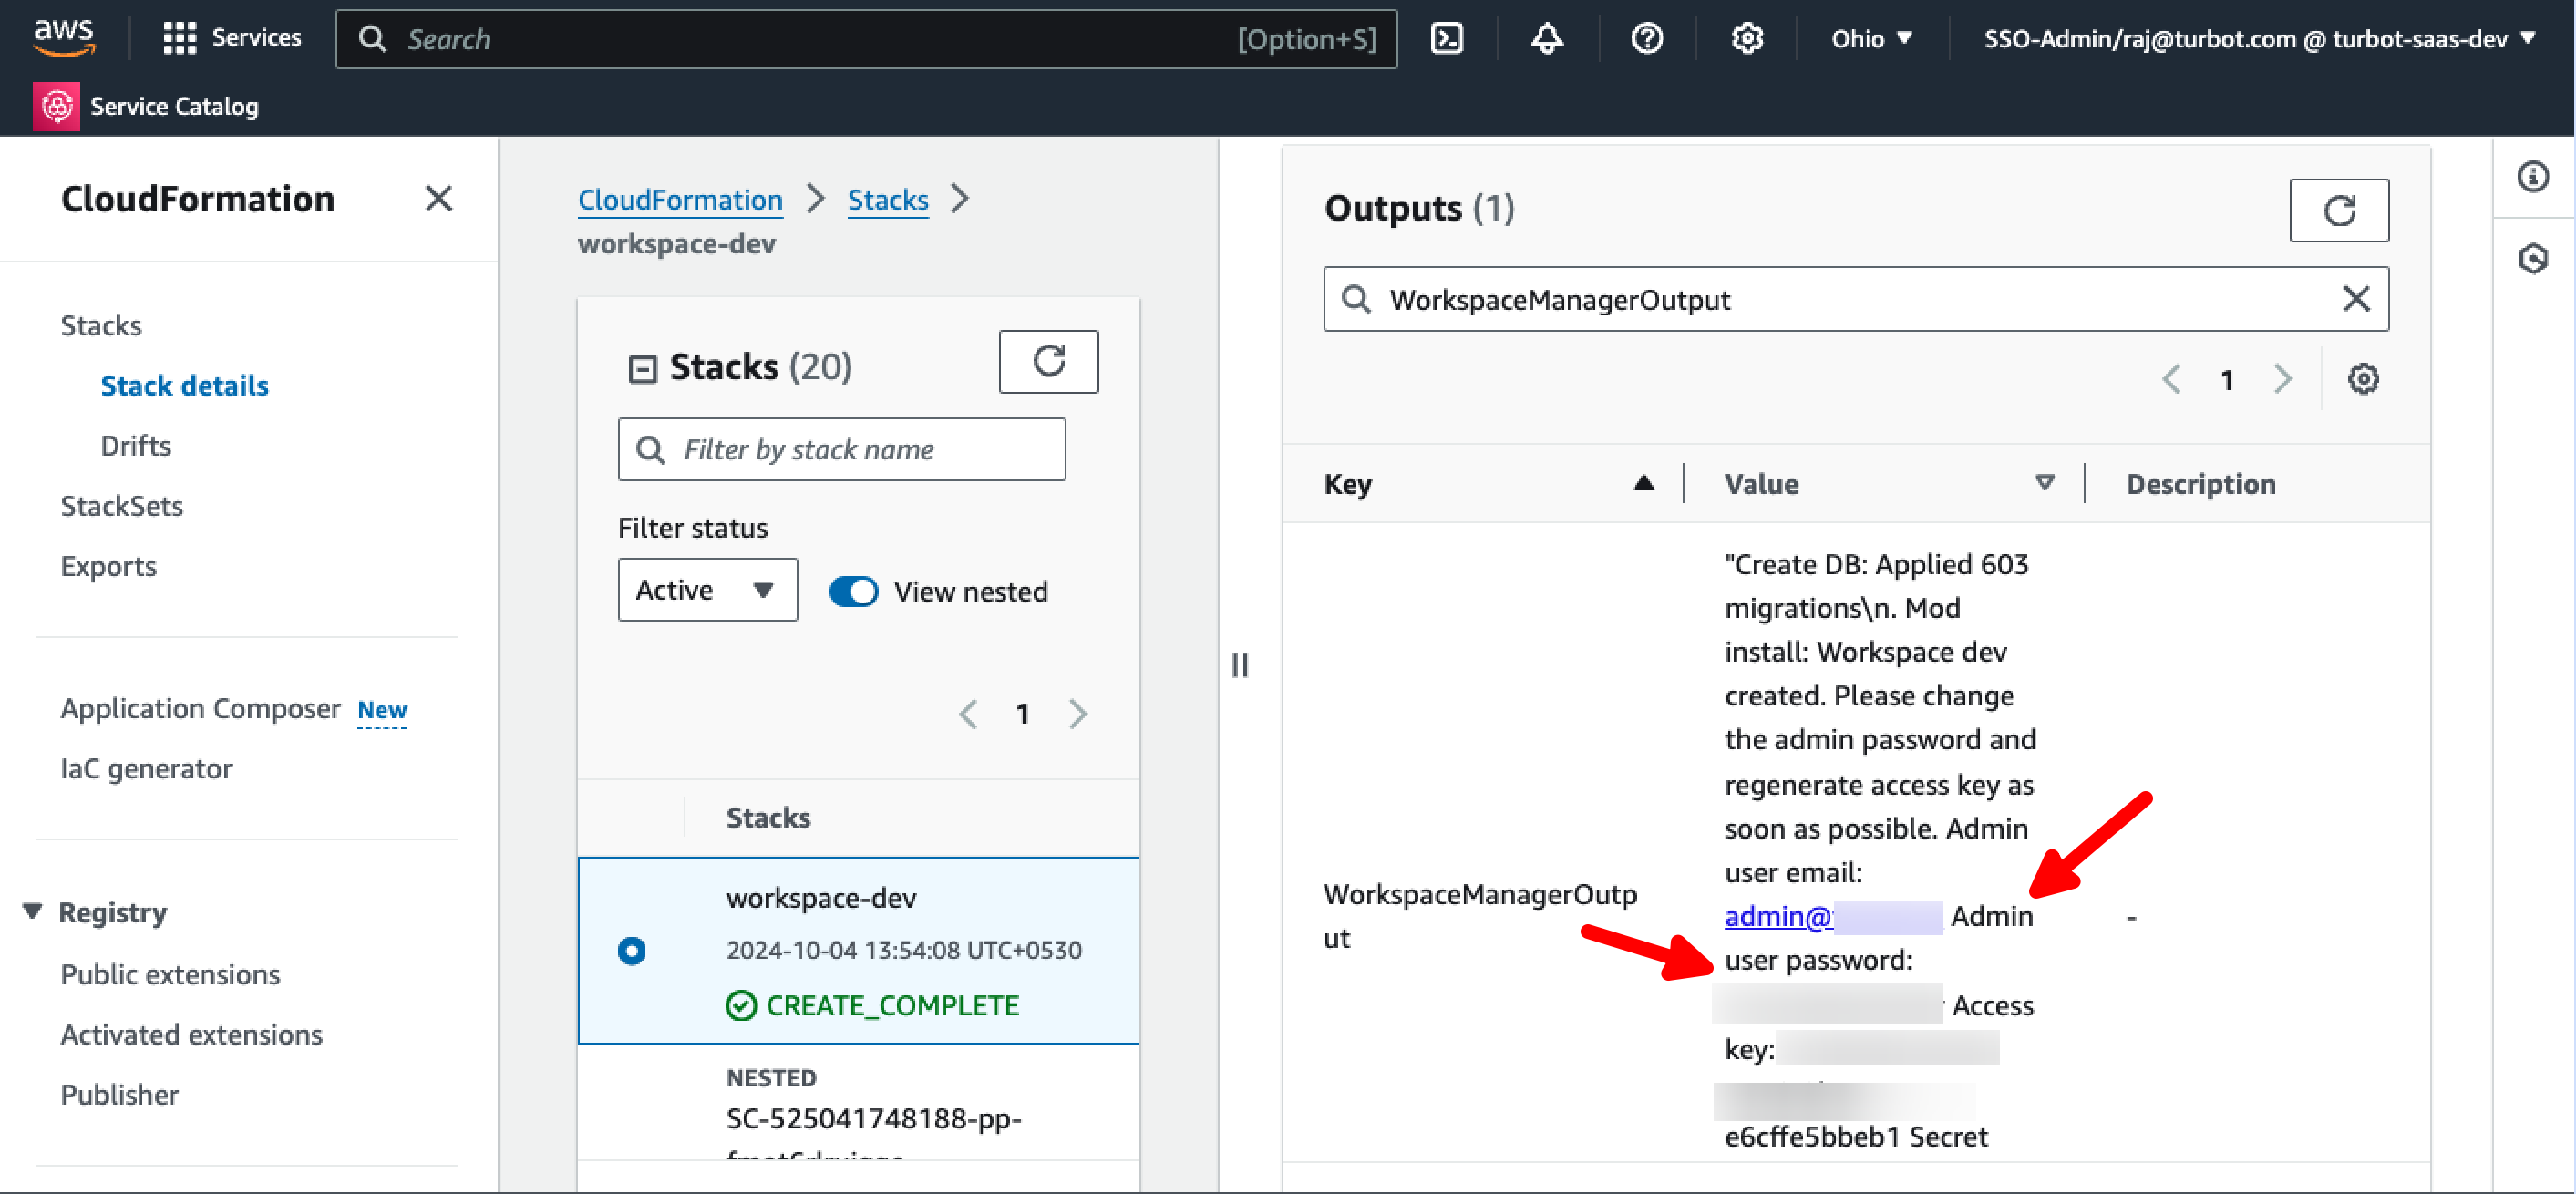 aws
Services
Search
[Option+S]
Ohio
SSO-Admin/raj@turbot.com @ turbot-saas-dev
Service Catalog
CloudFormation
Stacks
Stack details
Drifts
StackSets
Exports
Application Composer New
IaC generator
Registry
Public extensions
Activated extensions
Publisher
CloudFormation
Stacks
workspace-dev
Stacks (20)
Filter by stack name
Filter status
Active
View nested
1
Stacks
workspace-dev
2024-10-04 13:54:08 UTC+0530
CREATE_COMPLETE
NESTED
SC-525041748188-pp-
Outputs (1)
WorkspaceManagerOutput
1
Key
Value
Description
WorkspaceManagerOutp
ut
"Create DB: Applied 603
migrations\n. Mod
install: Workspace dev
created. Please change
the admin password and
regenerate access key as
soon as possible. Admin
user email:
admin@ Admin
user password:
Access
key:
e6cffe5bbeb1 Secret
-